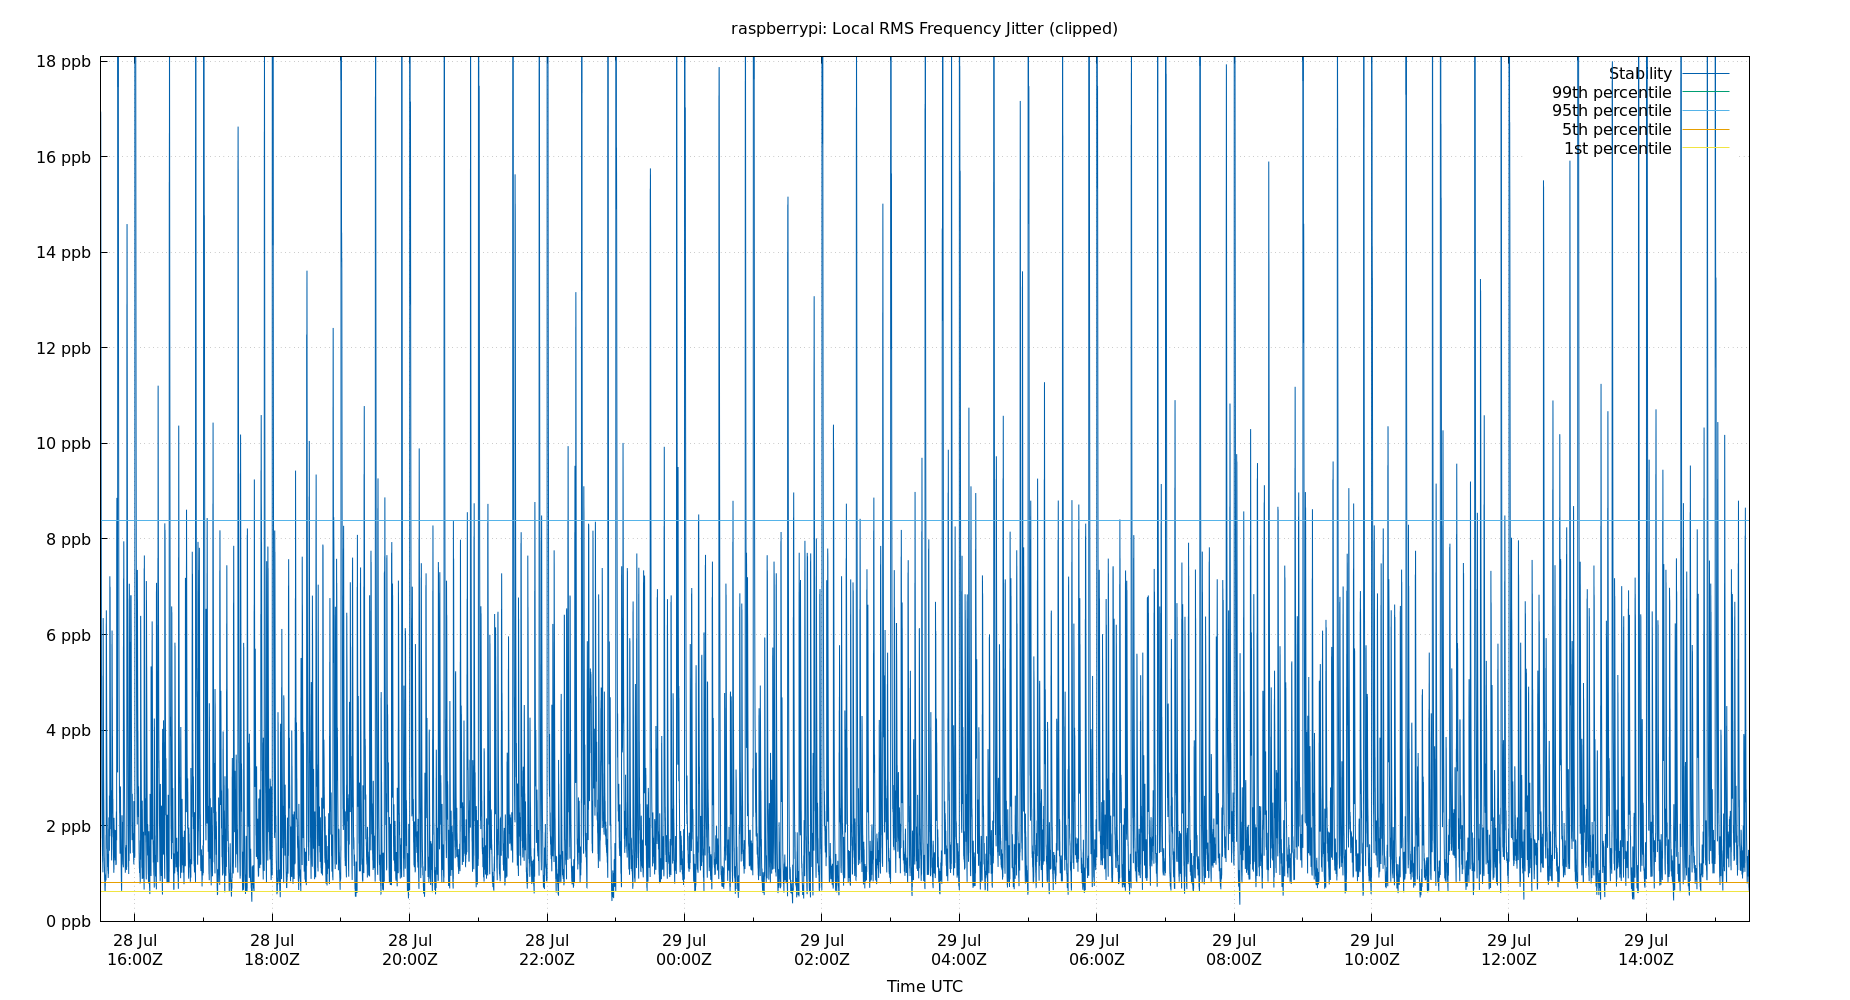 raspberrypi: Local RMS Frequency Jitter (clipped)
18 ppb
16 ppb
14 ppb
12 ppb
10 ppb
8 ppb
6 ppb
4 ppb
2 ppb
0 ppb
Stability
99th percentile
95th percentile
5th percentile
1st percentile
28 Jul 28 Jul 28 Jul 28 Jul 29 Jul 29 Jul 29 Jul 29 Jul 29 Jul 29 Jul 29 Jul 29 Jul
16:00Z 18:00Z 20:00Z 22:00Z 00:00Z 02:00Z 04:00Z 06:00Z 08:00Z 10:00Z 12:00Z 14:00Z
Time UTC